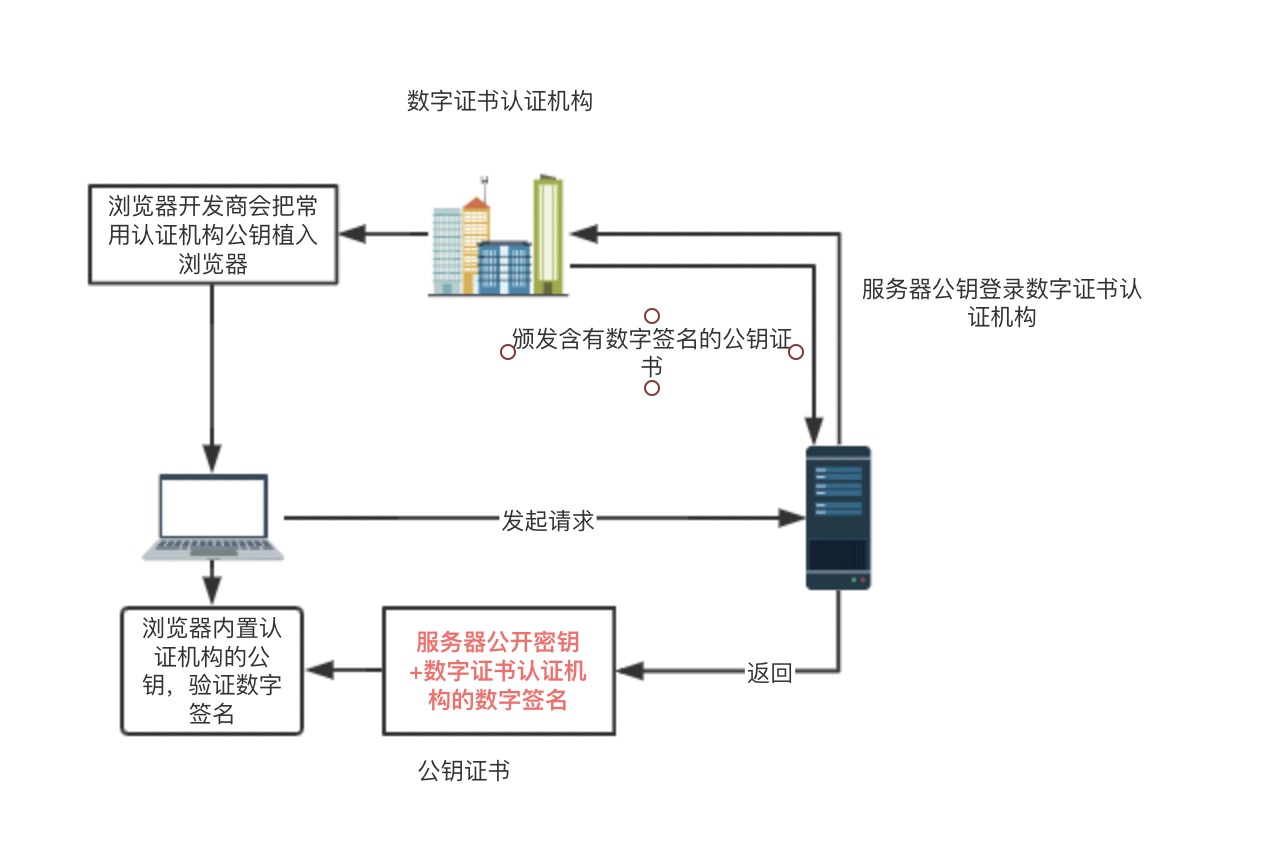 数字证书认证机构
浏览器开发商会把常
用认证机构公钥植入
浏览器
服务器公钥登录数字证书认
证机构
颁发含有数字签名的公钥证
书
发起请求
浏览器内置认
证机构的公
钥，验证数字
签名
服务器公开密钥
+数字证书认证机
构的数字签名
返回
公钥证书